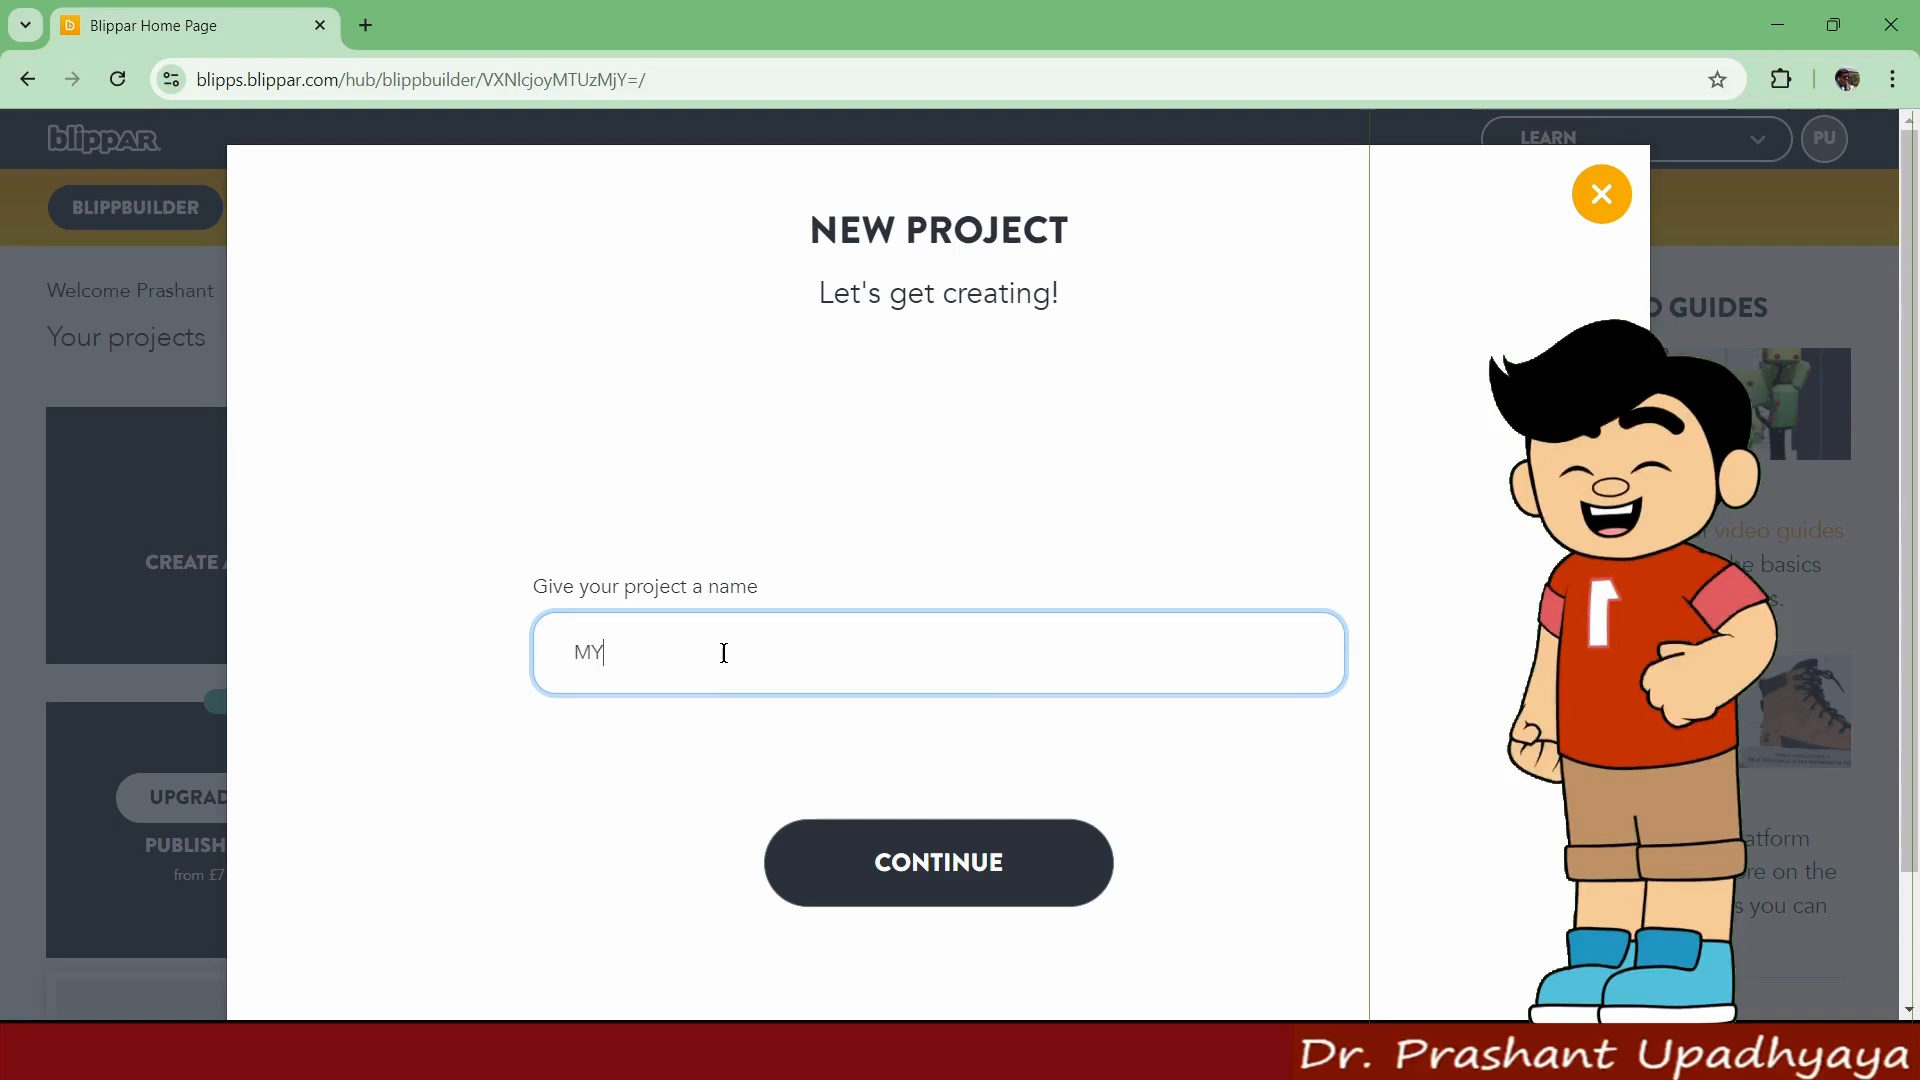 Blippar Home Page
blipps.blippar.com/hub/blippbuilder/VXNlcjoyMTUzMjY=/
blippAR
LEARN
PU
BLIPPBUILDER
NEW PROJECT
Let's get creating!
Welcome Prashant
Your projects
GUIDES
CREATE
video guides
basics
Give your project a name
MY
UPGRAD
PUBLISH
from £7
CONTINUE
atform
on the
you can
1
Dr. Prashant Upadhyaya